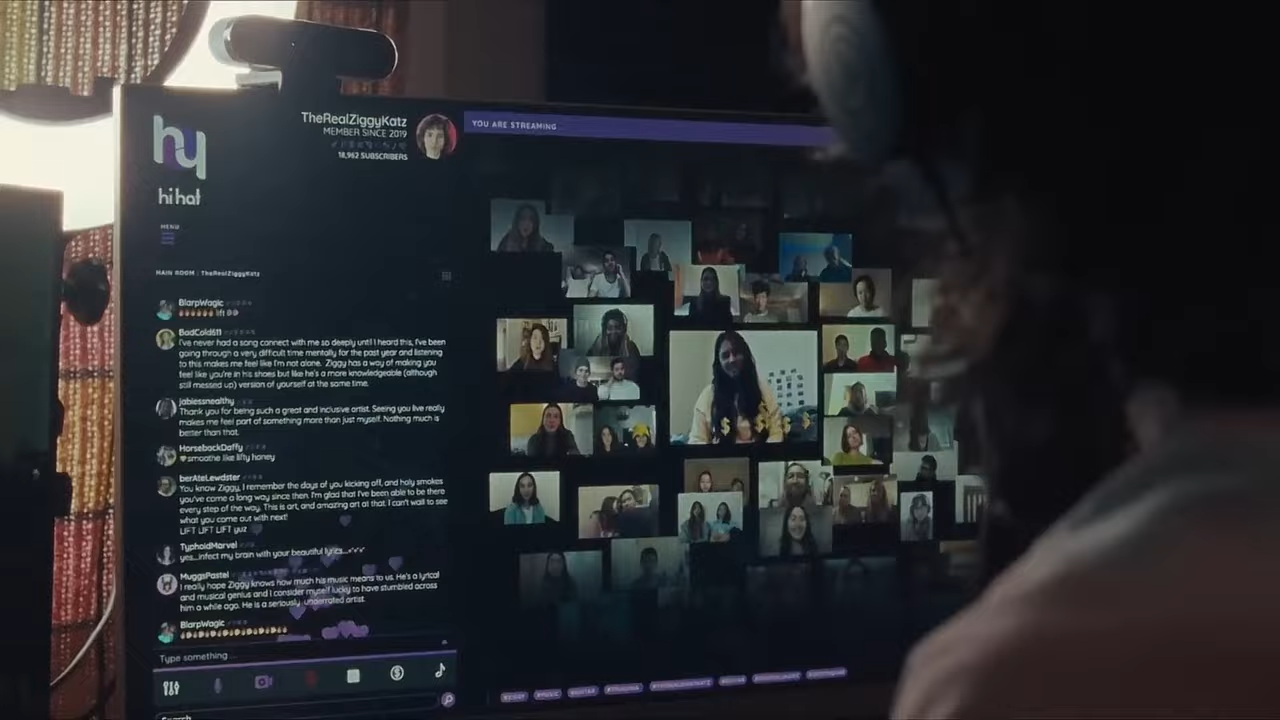 hi hat
TheRealZiggyKatz
MEMBER SINCE 2019
18,962 SUBSCRIBERS
YOU ARE STREAMING
MENU
MAIN ROOM | TheRealZiggyKatz
BlarpWagic
lift
BadCold611
I've never had a song connect with me so deeply until I heard this, I've been
going through a very difficult time mentally for the past year and listening
to this makes me feel like I'm not alone. Ziggy has a way of making you
feel like you're in his shoes but like he's a more knowledgeable (although
still messed up) version of yourself at the same time.
jabiessnealthy
Thank you for being such a great and inclusive artist. Seeing you live really
makes me feel part of something more than just myself. Nothing much is
better than that.
HorsebackDaffy
smoothe like lifty honey
berAteLewdster
You know Ziggy, I remember the days of you kicking off, and holy smokes
you've come a long way since then. I'm glad that I've been able to be there
every step of the way. This is art, and amazing art at that. I can't wait to see
what you come out with next!
LIFT LIFT LIFT yuz
TyphoidMarvel
yes...infect my brain with your beautiful lyrics...
MuggsPastel
I really hope Ziggy knows how much his music means to us. He's a lyrical
and musical genius and I consider myself lucky to have stumbled across
him a while ago. He is a seriously underrated artist.
BlarpWagic
Type something ...
Search